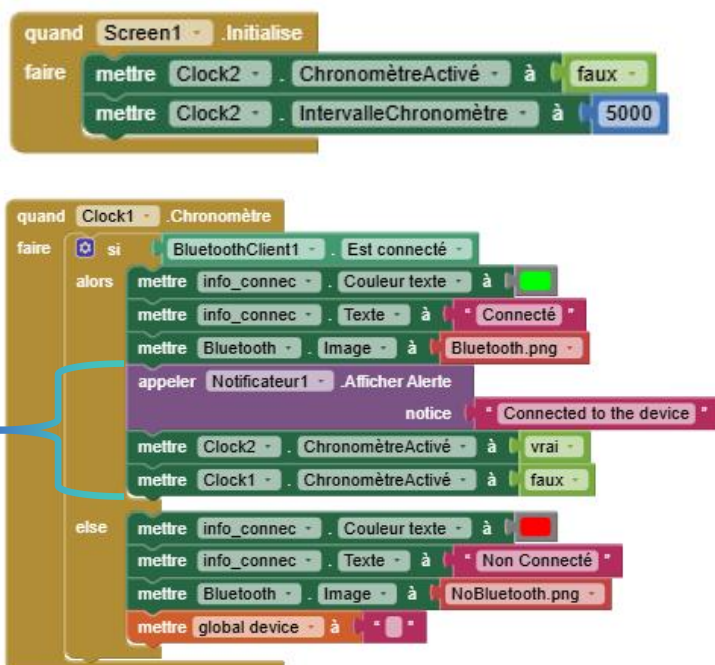 quand Screen1 .Initialise
faire mettre Clock2 . ChronomètreActivé à faux
mettre Clock2 . IntervalleChronomètre à 5000
quand Clock1 .Chronomètre
faire si BluetoothClient1 . Est connecté
alors mettre info_connec . Couleur texte à
mettre info_connec . Texte à " Connecté "
mettre Bluetooth . Image à Bluetooth.png
appeler Notificateur1 .Afficher Alerte
notice " Connected to the device "
mettre Clock2 . ChronomètreActivé à vrai
mettre Clock1 . ChronomètreActivé à faux
else mettre info_connec . Couleur texte à
mettre info_connec . Texte à " Non Connecté "
mettre Bluetooth . Image à NoBluetooth.png
mettre global device à " "